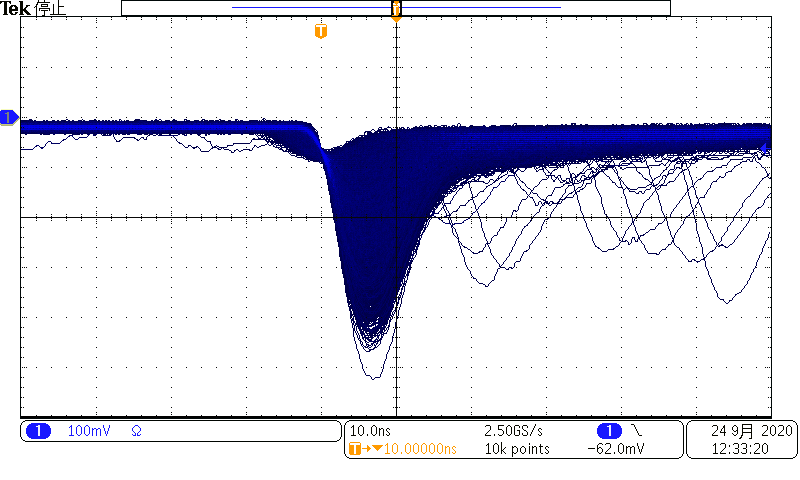 Tek 停止
T
T
1
1 100mV Ω
10.0ns 2.50GS/s 1
T→▼10.00000ns 10k points −62.0mV
24 9月 2020
12:33:20